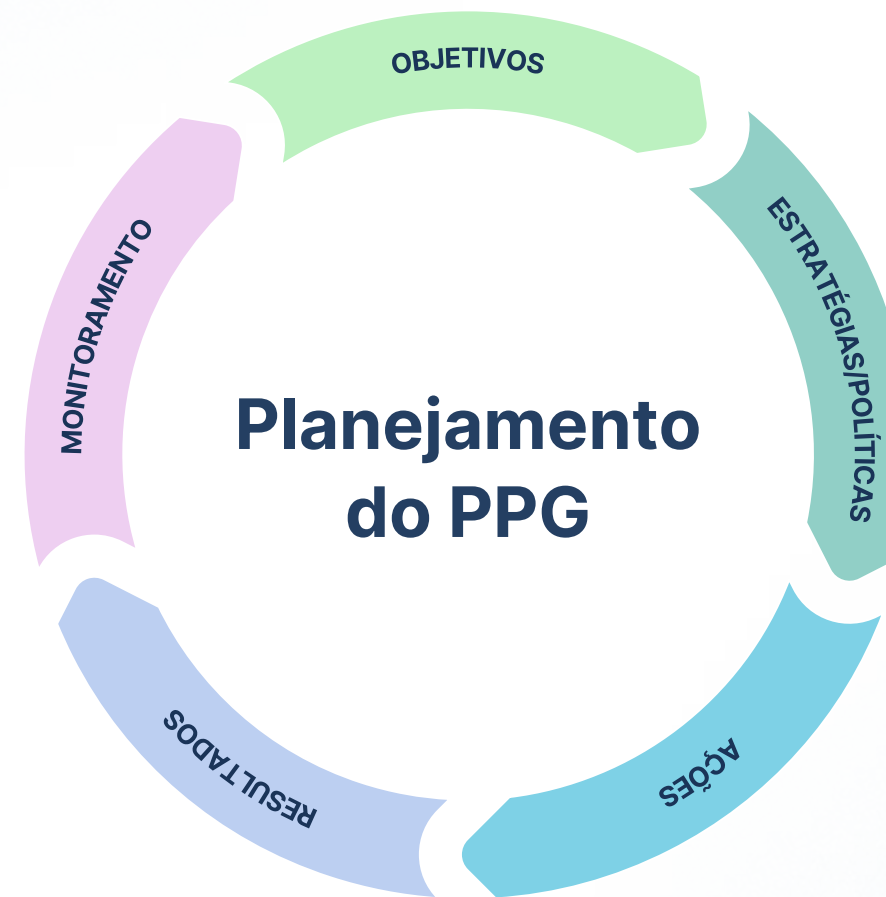 OBJETIVOS
ESTRATÉGIAS/POLÍTICAS
AÇÕES
RESULTADOS
MONITORAMENTO
Planejamento
do PPG